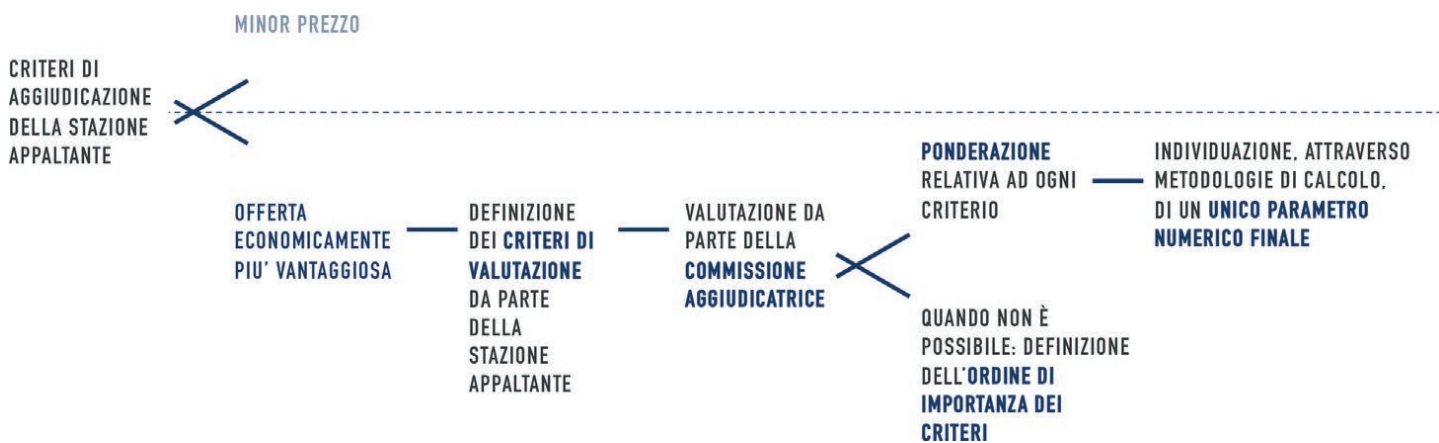 MINOR PREZZO
CRITERI DI
AGGIUDICAZIONE
DELLA STAZIONE
APPALTANTE
OFFERTA
ECONOMICAMENTE
PIU’ VANTAGGIOSA
DEFINIZIONE
DEI CRITERI DI
VALUTAZIONE
DA PARTE
DELLA
STAZIONE
APPALTANTE
VALUTAZIONE DA
PARTE DELLA
COMMISSIONE
AGGIUDICATRICE
PONDERAZIONE
RELATIVA AD OGNI
CRITERIO
INDIVIDUAZIONE, ATTRAVERSO
METODOLOGIE DI CALCOLO,
DI UN UNICO PARAMETRO
NUMERICO FINALE
QUANDO NON È
POSSIBILE: DEFINIZIONE
DELL’ORDINE DI
IMPORTANZA DEI
CRITERI